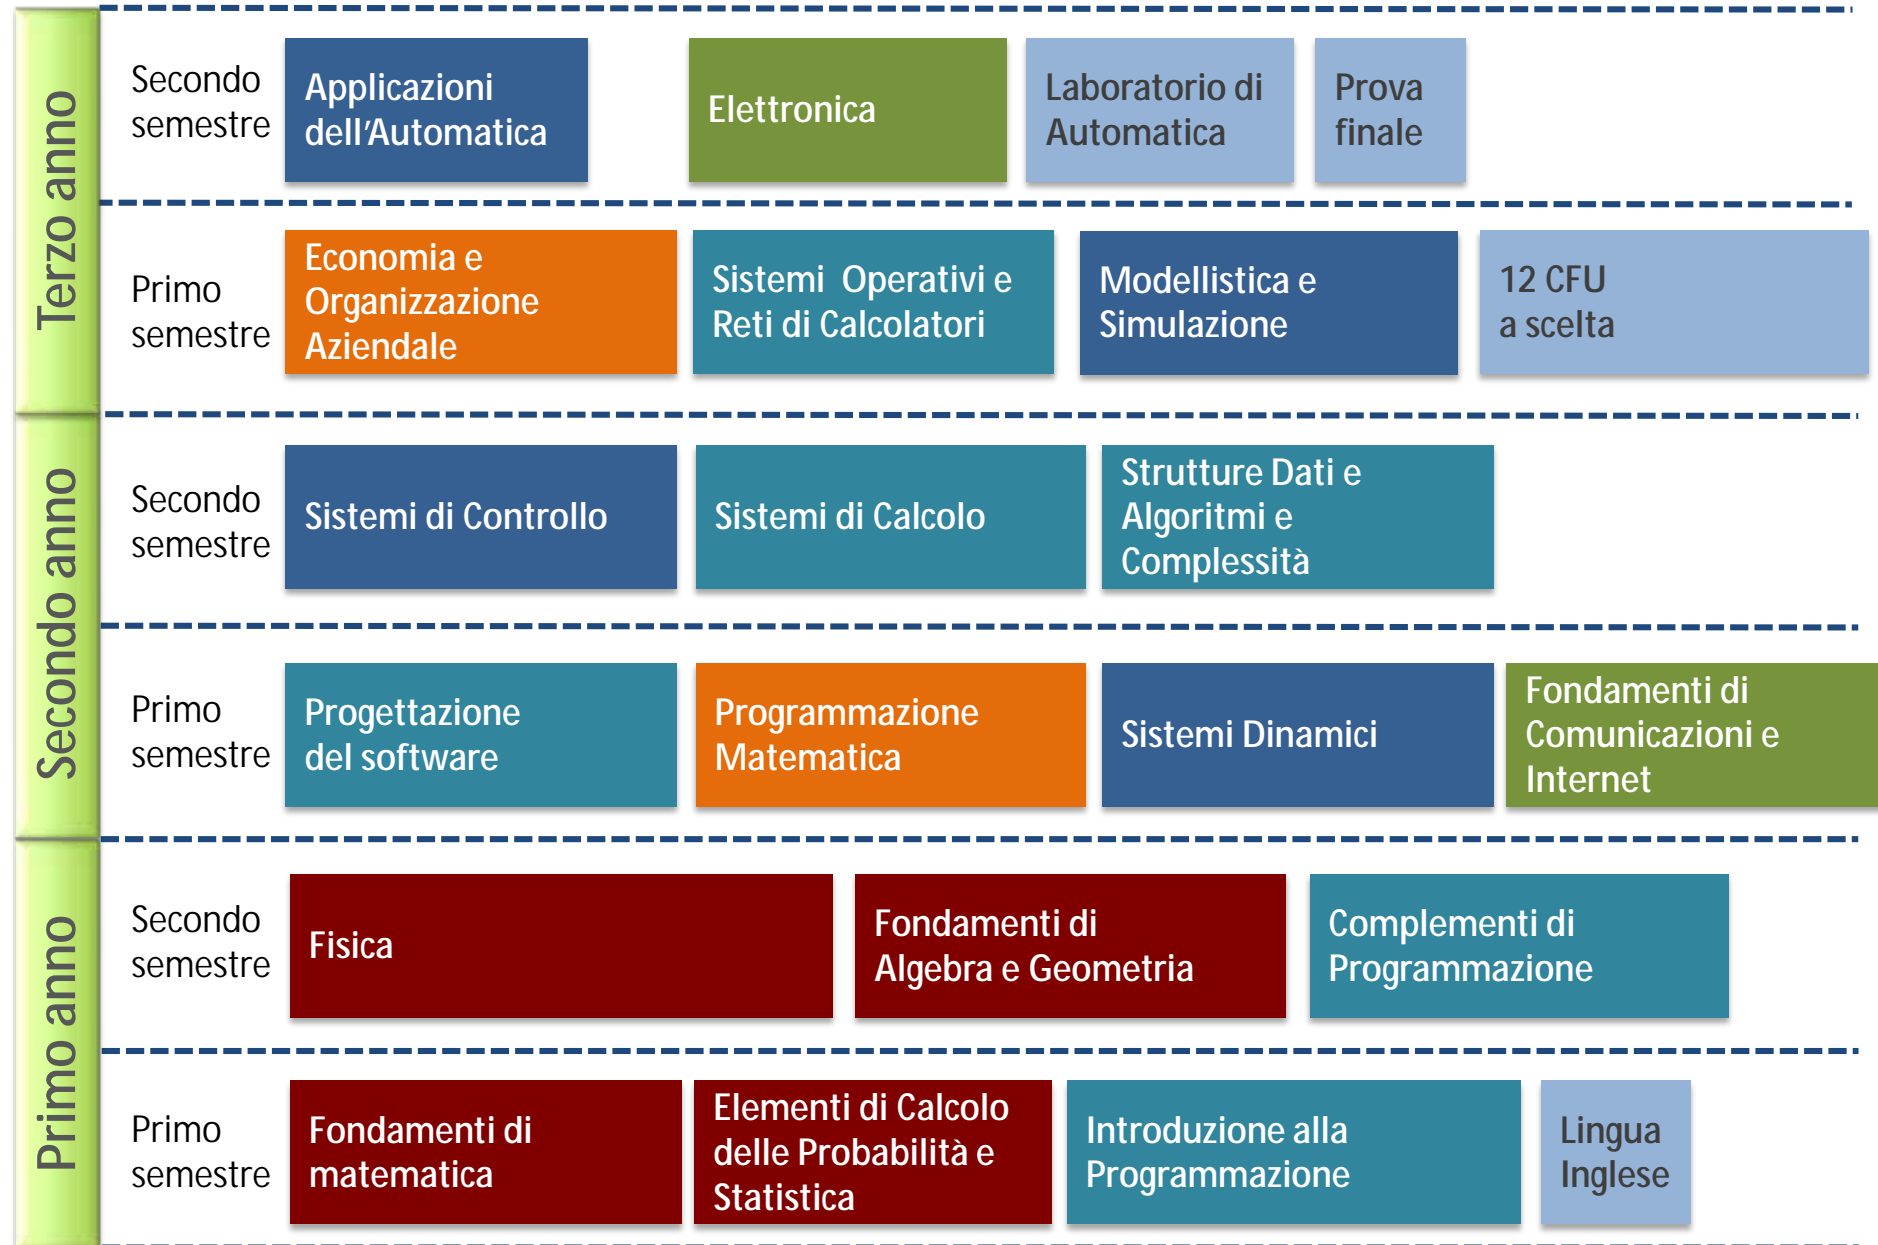 Terzo anno
Secondo
semestre
Applicazioni
dell'Automatica
Elettronica
Laboratorio di
Automatica
Prova
finale
Primo
semestre
Economia e
Organizzazione
Aziendale
Sistemi Operativi e
Reti di Calcolatori
Modellistica e
Simulazione
12 CFU
a scelta
Secondo anno
Secondo
semestre
Sistemi di Controllo
Sistemi di Calcolo
Strutture Dati e
Algoritmi e
Complessità
Primo
semestre
Progettazione
del software
Programmazione
Matematica
Sistemi Dinamici
Fondamenti di
Comunicazioni e
Internet
Primo anno
Secondo
semestre
Fisica
Fondamenti di
Algebra e Geometria
Complementi di
Programmazione
Primo
semestre
Fondamenti di
matematica
Elementi di Calcolo
delle Probabilità e
Statistica
Introduzione alla
Programmazione
Lingua
Inglese